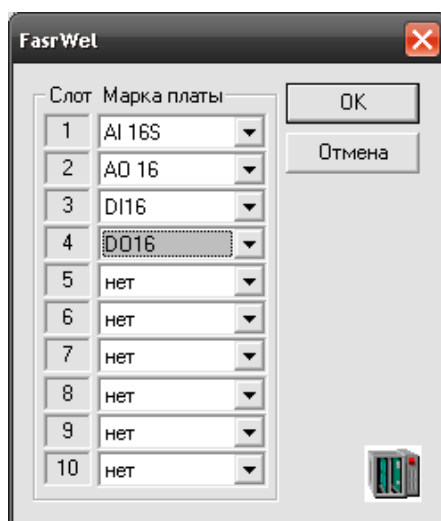 FasrWel
Слот Марка платы
1 AI 16S
2 AO 16
3 DI16
4 DO16
5 нет
6 нет
7 нет
8 нет
9 нет
10 нет
OK
Отмена